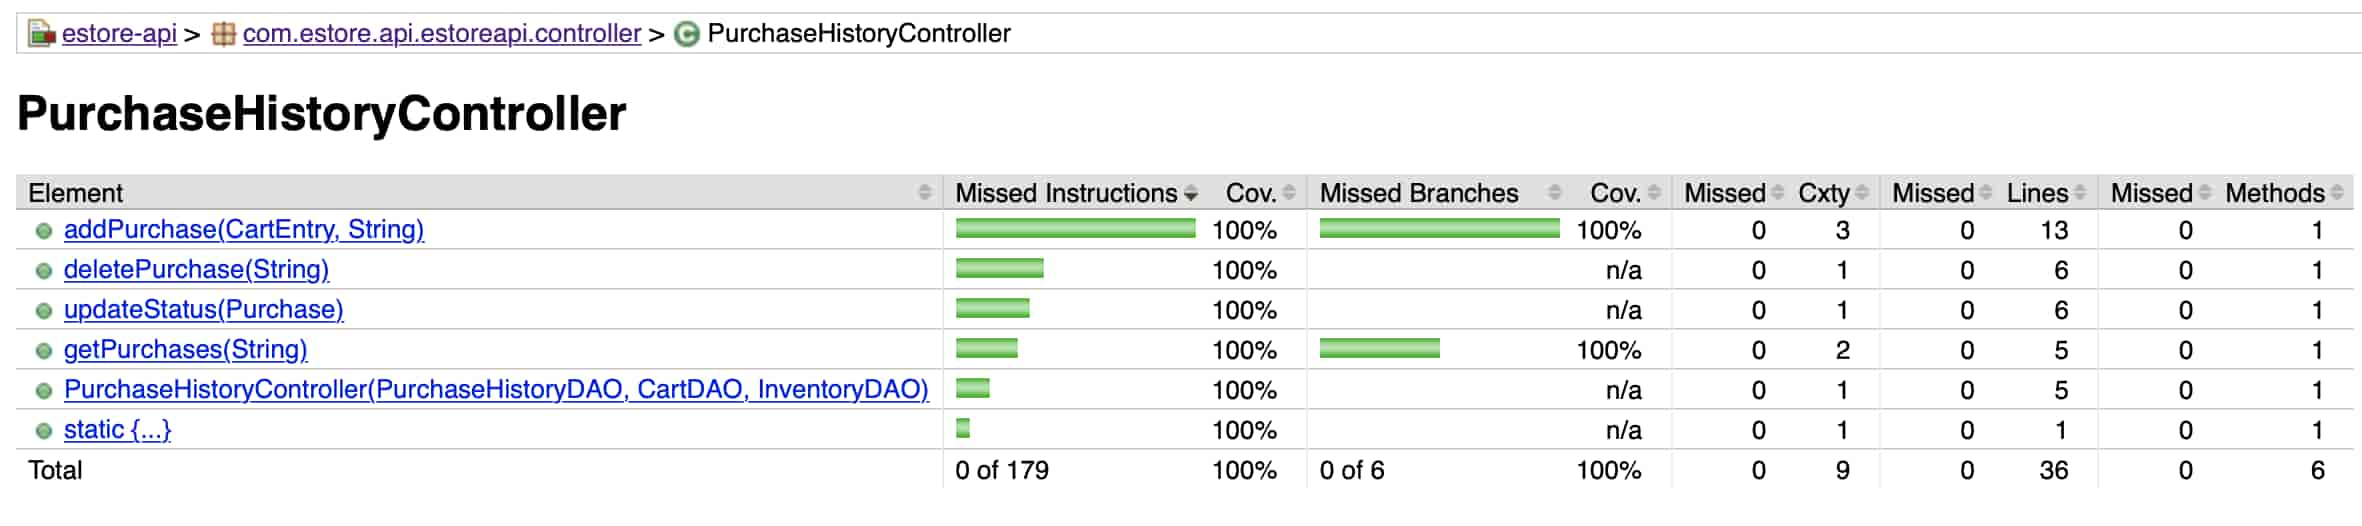 estore-api > com.estore.api.estoreapi.controller > PurchaseHistoryController
PurchaseHistoryController
Element Missed Instructions Cov. Missed Branches Cov. Missed Cxty Missed Lines Missed Methods
addPurchase(CartEntry, String) 100% 100% 0 3 0 13 0 1
deletePurchase(String) 100% n/a 0 1 0 6 0 1
updateStatus(Purchase) 100% n/a 0 1 0 6 0 1
getPurchases(String) 100% 100% 0 2 0 5 0 1
PurchaseHistoryController(PurchaseHistoryDAO, CartDAO, InventoryDAO) 100% n/a 0 1 0 5 0 1
static {...} 100% n/a 0 1 0 1 0 1
Total 0 of 179 100% 0 of 6 100% 0 9 0 36 0 6